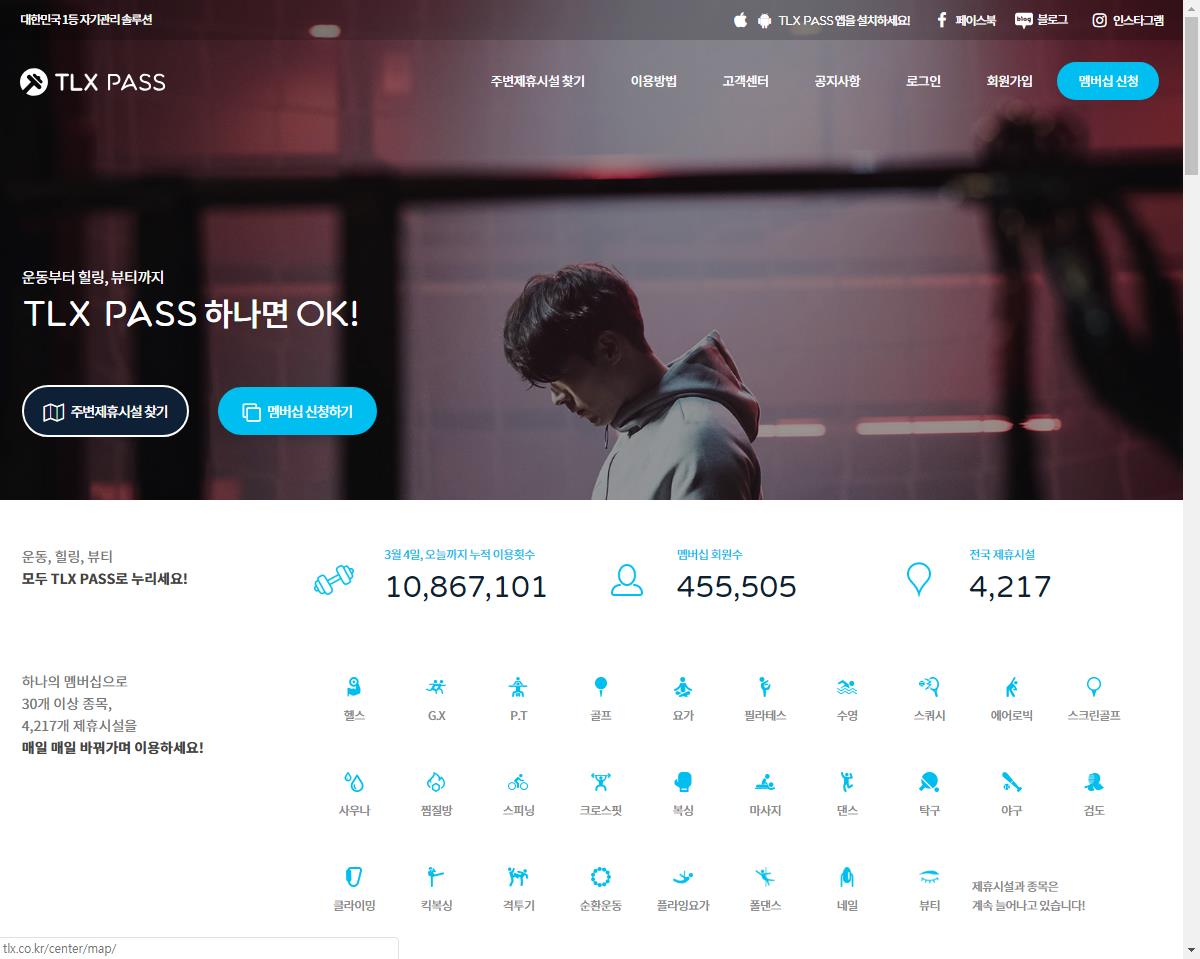 대한민국 1등 자기관리 솔루션
TLX PASS 앱을 설치하세요!
페이스북
blog 블로그
인스타그램
TLX PASS
주변제휴시설 찾기
이용방법
고객센터
공지사항
로그인
회원가입
멤버십 신청
운동부터 힐링, 뷰티까지
TLX PASS 하나면 OK!
주변제휴시설 찾기
멤버십 신청하기
운동, 힐링, 뷰티
모두 TLX PASS로 누리세요!
3월 4일, 오늘까지 누적 이용횟수
10,867,101
멤버십 회원수
455,505
전국 제휴시설
4,217
하나의 멤버십으로
30개 이상 종목,
4,217개 제휴시설을
매일 매일 바꿔가며 이용하세요!
헬스
G.X
P.T
골프
요가
필라테스
수영
스쿼시
에어로빅
스크린골프
사우나
찜질방
스피닝
크로스핏
복싱
마사지
댄스
탁구
야구
검도
클라이밍
킥복싱
격투기
순환운동
플라잉요가
폴댄스
네일
뷰티
제휴시설과 종목은
계속 늘어나고 있습니다!
tlx.co.kr/center/map/